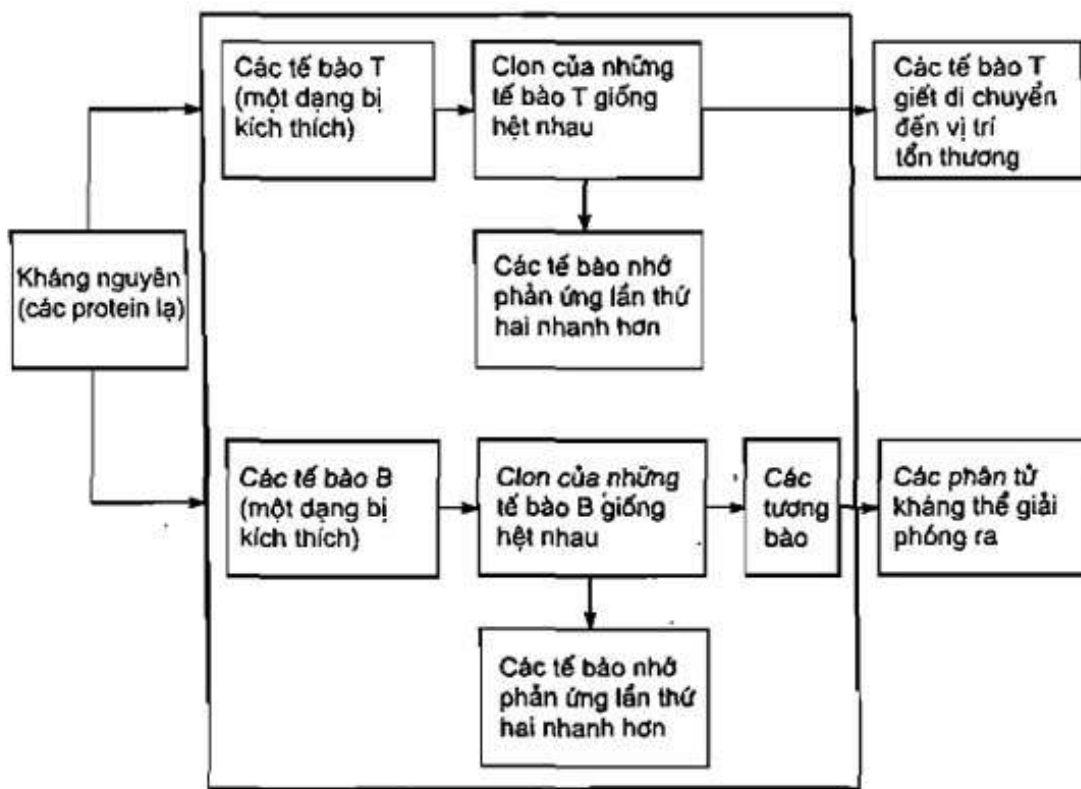 Các tế bào T
(một dạng bị
kích thích)
Clon của những
tế bào T giống
hệt nhau
Các tế bào T
giết di chuyển
đến vị trí
tổn thương
Kháng nguyên
(các protein lạ)
Các tế bào nhớ
phản ứng lần thứ
hai nhanh hơn
Các tế bào B
(một dạng bị
kích thích)
Clon của những
tế bào B giống
hệt nhau
Các
tương
bào
Các phân tử
kháng thể giải
phóng ra
Các tế bào nhớ
phản ứng lần thứ
hai nhanh hơn